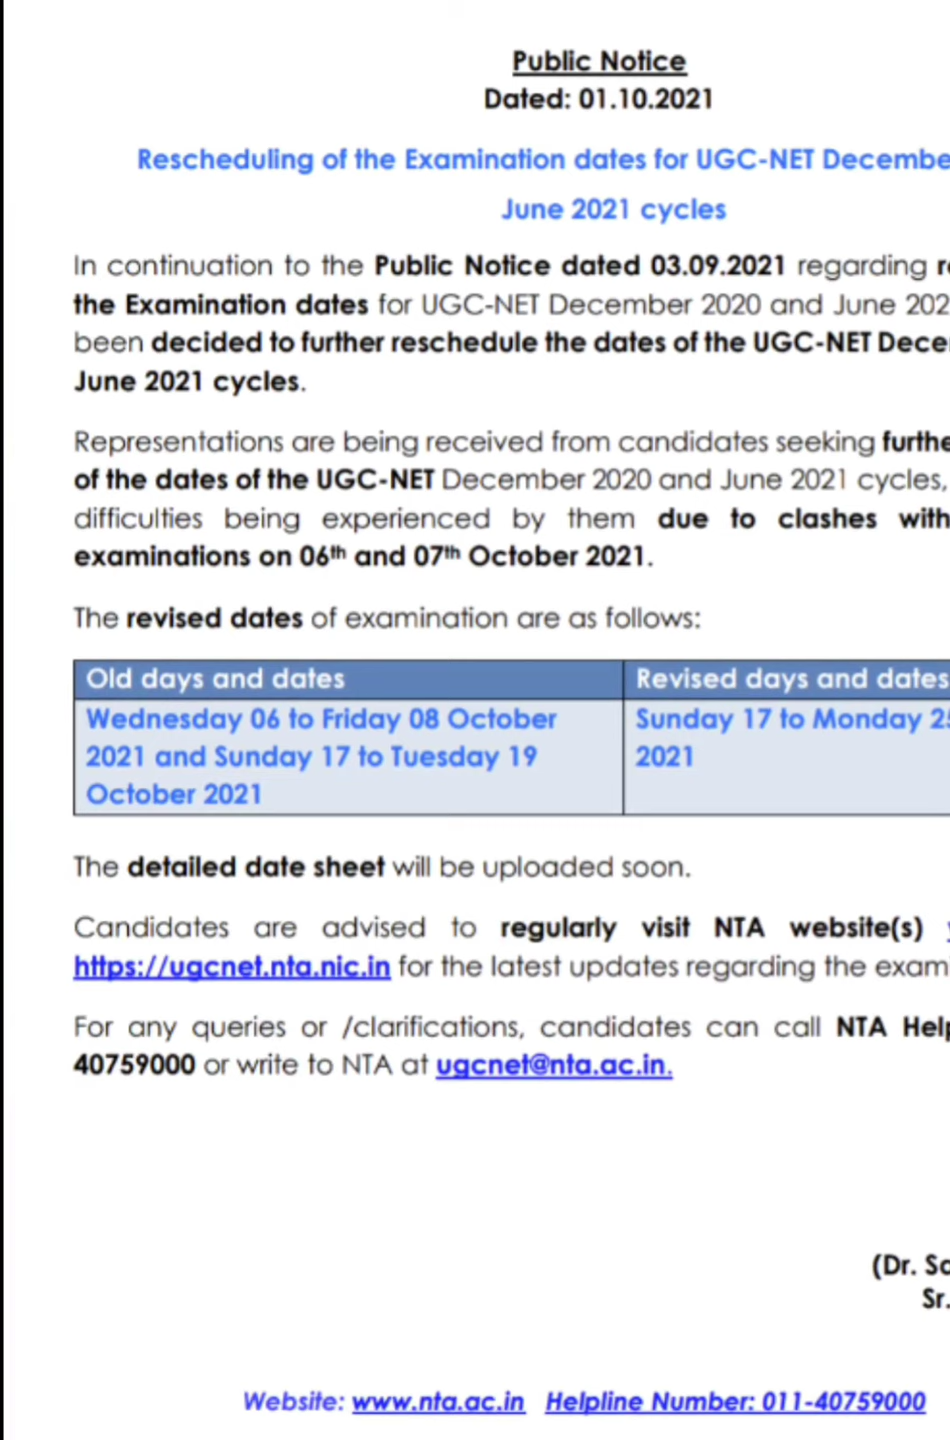 Public Notice
Dated: 01.10.2021
Rescheduling of the Examination dates for UGC-NET
June 2021 cycles
In continuation to the Public Notice dated 03.09.2021 regarding
the Examination dates for UGC-NET December 2020 and June
been decided to further reschedule the dates of the UGC-NET
June 2021 cycles.
Representations are being received from candidates seeking
of the dates of the UGC-NET December 2020 and June 2021 cycles,
difficulties being experienced by them due to clashes with
examinations on 06th and 07th October 2021.
The revised dates of examination are as follows:
Old days and dates
Revised days and dates
Wednesday 06 to Friday 08 October
2021 and Sunday 17 to Tuesday 19
October 2021
Sunday 17 to Monday
2021
The detailed date sheet will be uploaded soon.
Candidates are advised to regularly visit NTA website(s)
https://ugcnet.nta.nic.in for the latest updates regarding the
For any queries or /clarifications, candidates can call NTA
40759000 or write to NTA at ugcnet@nta.ac.in.
(Dr.
Sr.
Website: www.nta.ac.in Helpline Number: 011-40759000